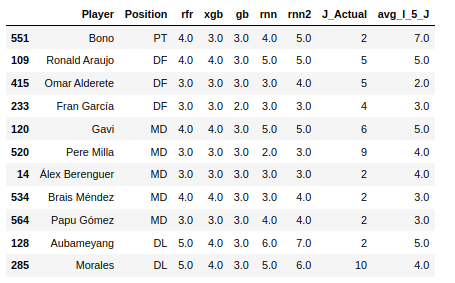 Player Position rfr xgb gb rnn rnn2 J_Actual avg_l_5_J
551 Bono PT 4.0 3.0 3.0 4.0 5.0 2 7.0
109 Ronald Araujo DF 4.0 4.0 3.0 5.0 5.0 5 5.0
415 Omar Alderete DF 3.0 3.0 3.0 3.0 4.0 5 2.0
233 Fran García DF 3.0 3.0 2.0 3.0 3.0 4 3.0
120 Gavi MD 4.0 4.0 3.0 5.0 5.0 6 5.0
520 Pere Milla MD 3.0 3.0 3.0 2.0 3.0 9 4.0
14 Álex Berenguer MD 3.0 3.0 3.0 3.0 3.0 2 4.0
534 Brais Méndez MD 4.0 4.0 3.0 3.0 4.0 2 3.0
564 Papu Gómez MD 3.0 3.0 3.0 4.0 4.0 2 3.0
128 Aubameyang DL 5.0 4.0 3.0 6.0 7.0 2 5.0
285 Morales DL 5.0 4.0 3.0 5.0 6.0 10 4.0